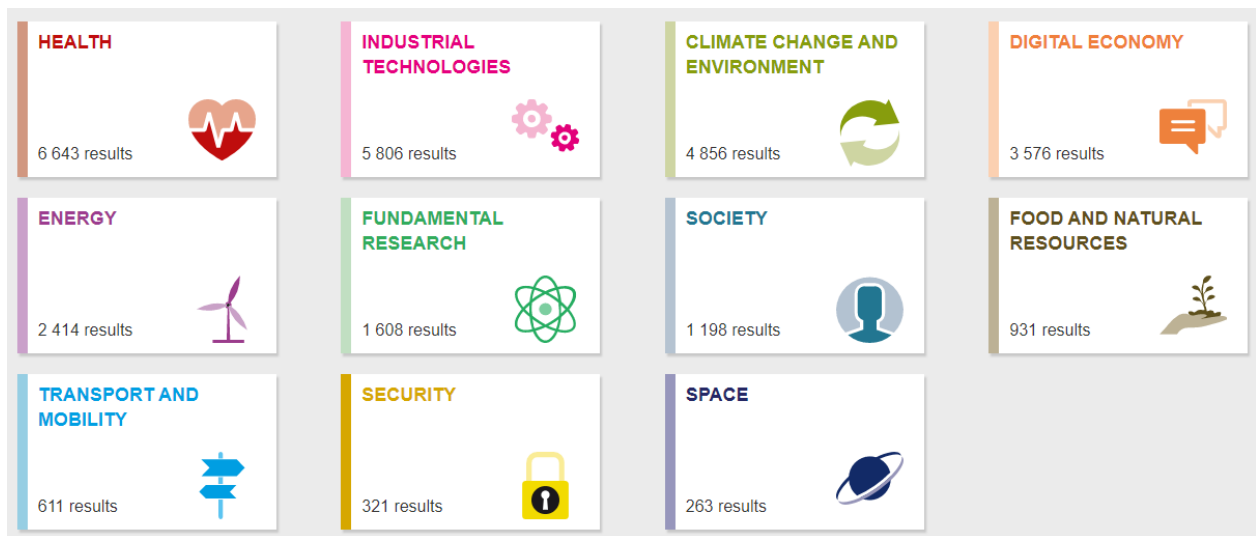 HEALTH
6 643 results
INDUSTRIAL
TECHNOLOGIES
5 806 results
CLIMATE CHANGE AND
ENVIRONMENT
4 856 results
DIGITAL ECONOMY
3 576 results
ENERGY
2 414 results
FUNDAMENTAL
RESEARCH
1 608 results
SOCIETY
1 198 results
FOOD AND NATURAL
RESOURCES
931 results
TRANSPORT AND
MOBILITY
611 results
SECURITY
321 results
SPACE
263 results